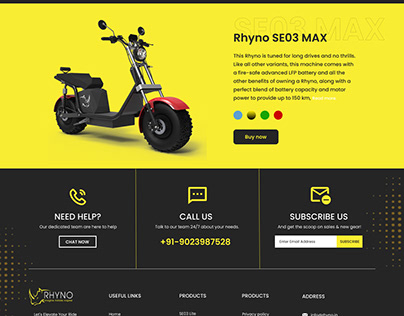 SE03 MAX
Rhyno SE03 MAX
This Rhyno is tuned for long drives and no thrills.
Like all other variants, this machine comes with
a fire-safe advanced LFP battery and all the
other benefits of owning a Rhyno, along with a
perfect blend of battery capacity and motor
power to provide up to 150 km,
Buy now
NEED HELP?
Our dedicated team are here to help
CHAT NOW
CALL US
Talk to our team 24/7 about your needs.
+91-9023987528
SUBSCRIBE US
And get the scoop on sales & new gear!
Enter Email Address
SUBSCRIBE
RHYNO
Let's Elevate Your Ride
USEFUL LINKS
Home
PRODUCTS
SE03 Lite
PRODUCTS
Privacy policy
ADDRESS